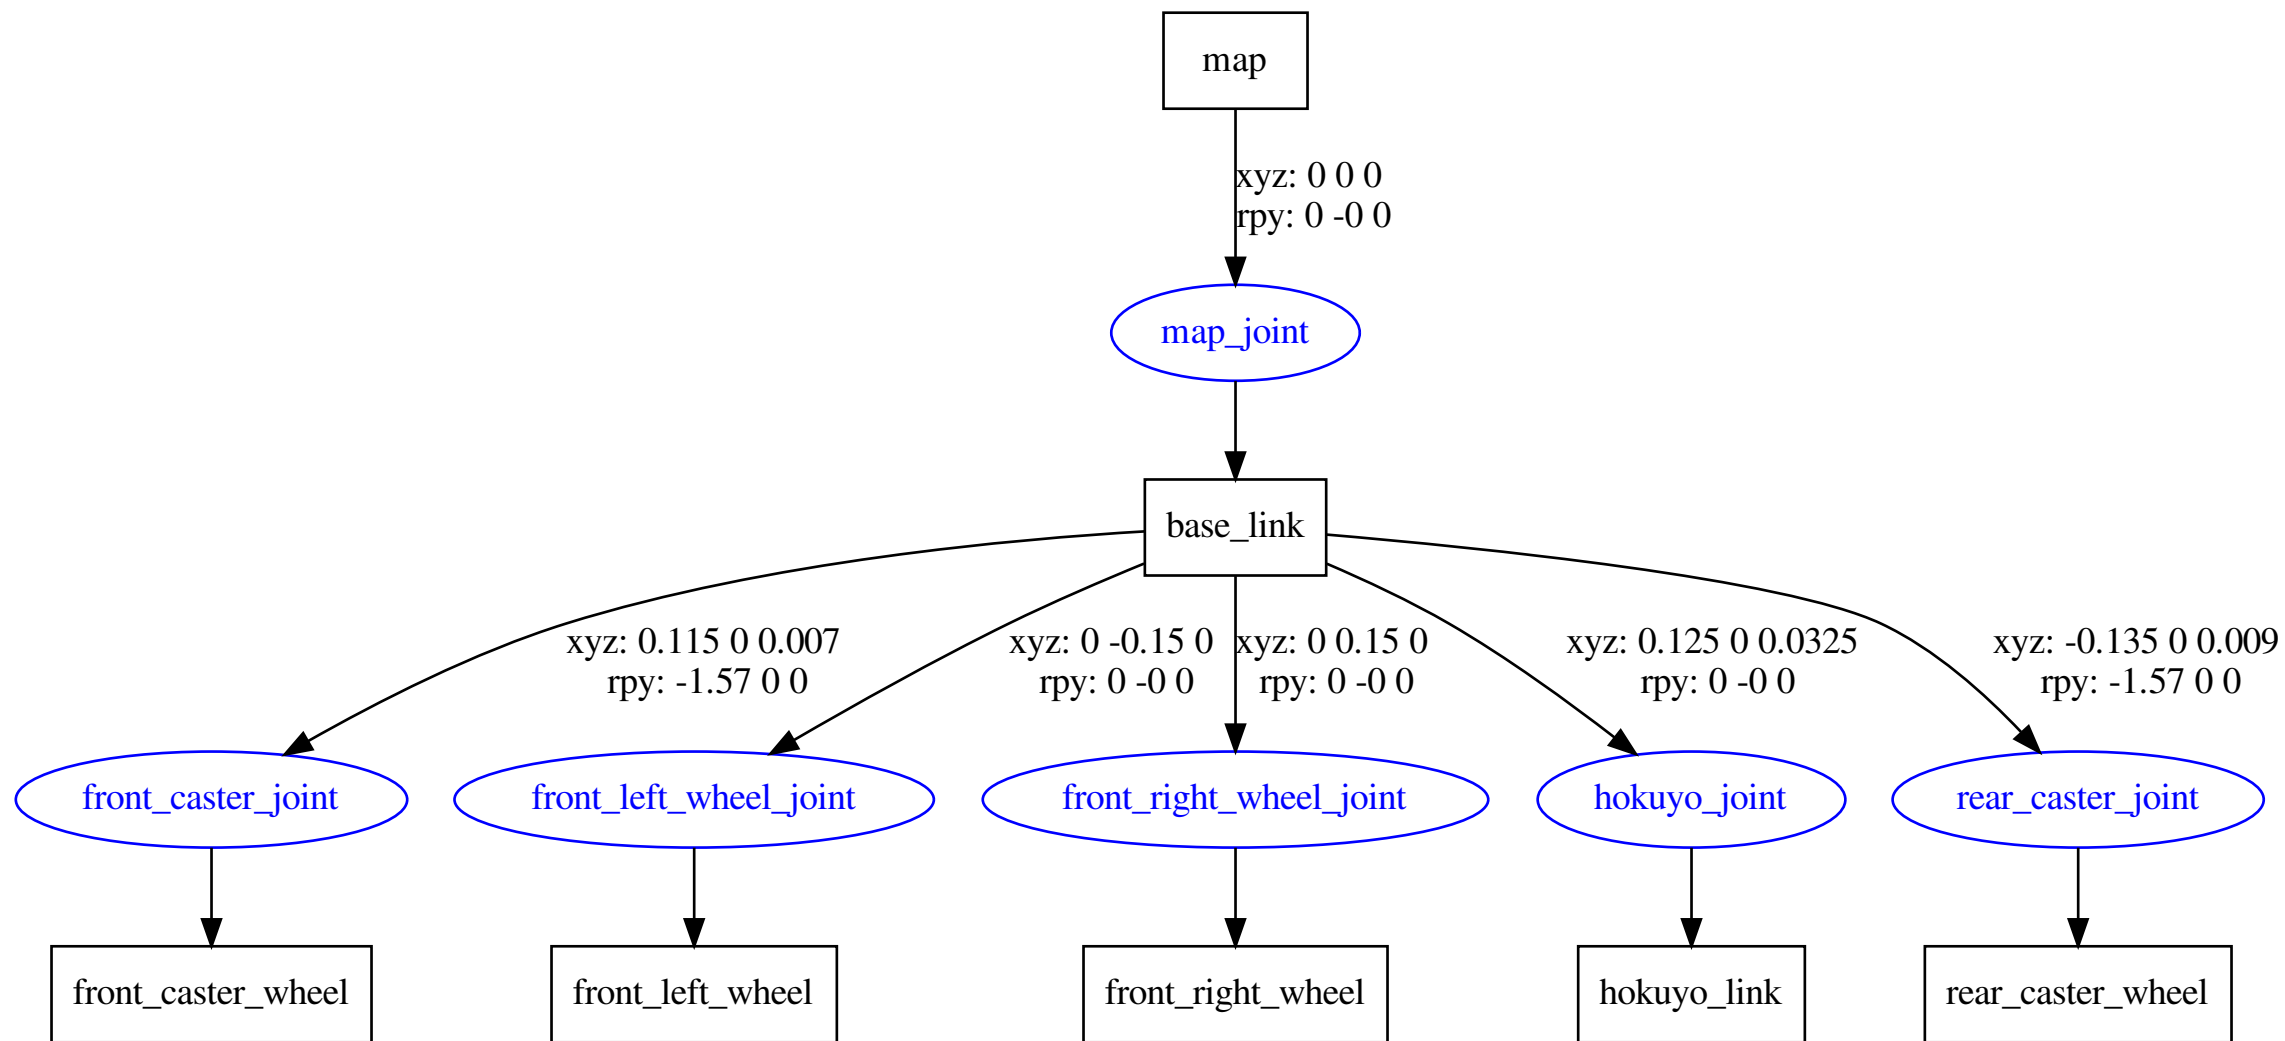 map
xyz: 0 0 0
rpy: 0 -0 0
map_joint
base_link
xyz: 0.115 0 0.007
rpy: -1.57 0 0
xyz: 0 -0.15 0
rpy: 0 -0 0
xyz: 0 0.15 0
rpy: 0 -0 0
xyz: 0.125 0 0.0325
rpy: 0 -0 0
xyz: -0.135 0 0.009
rpy: -1.57 0 0
front_caster_joint
front_left_wheel_joint
front_right_wheel_joint
hokuyo_joint
rear_caster_joint
front_caster_wheel
front_left_wheel
front_right_wheel
hokuyo_link
rear_caster_wheel